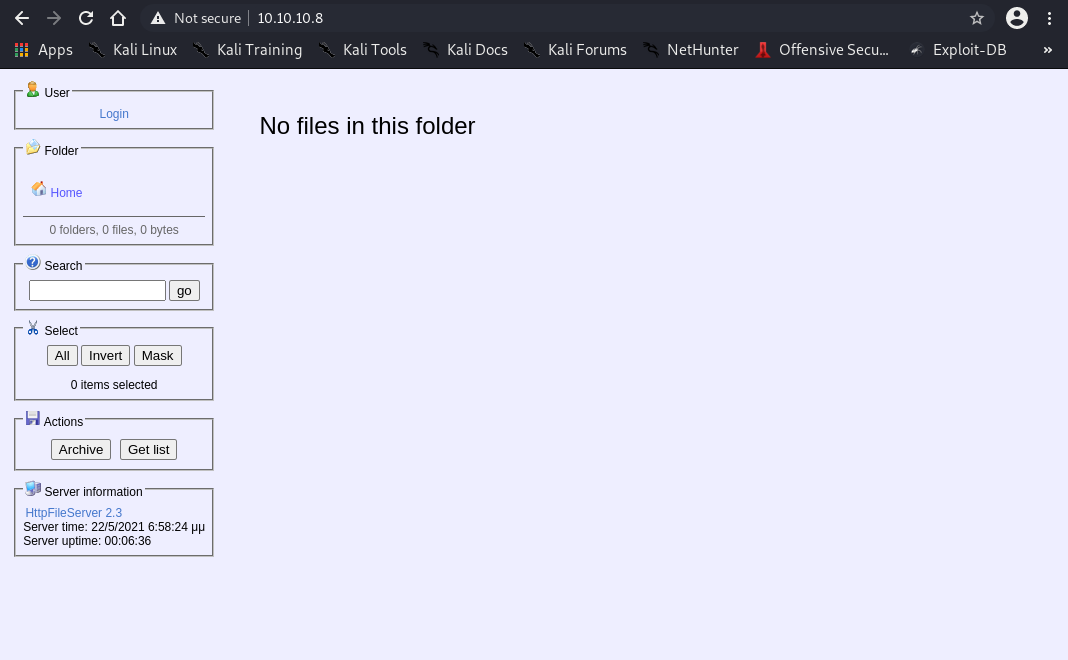 Not secure 10.10.10.8
Apps Kali Linux Kali Training Kali Tools Kali Docs Kali Forums NetHunter Offensive Secu... Exploit-DB »
User
Login
No files in this folder
Folder
Home
0 folders, 0 files, 0 bytes
Search
go
Select
All Invert Mask
0 items selected
Actions
Archive Get list
Server information
HttpFileServer 2.3
Server time: 22/5/2021 6:58:24 μμ
Server uptime: 00:06:36